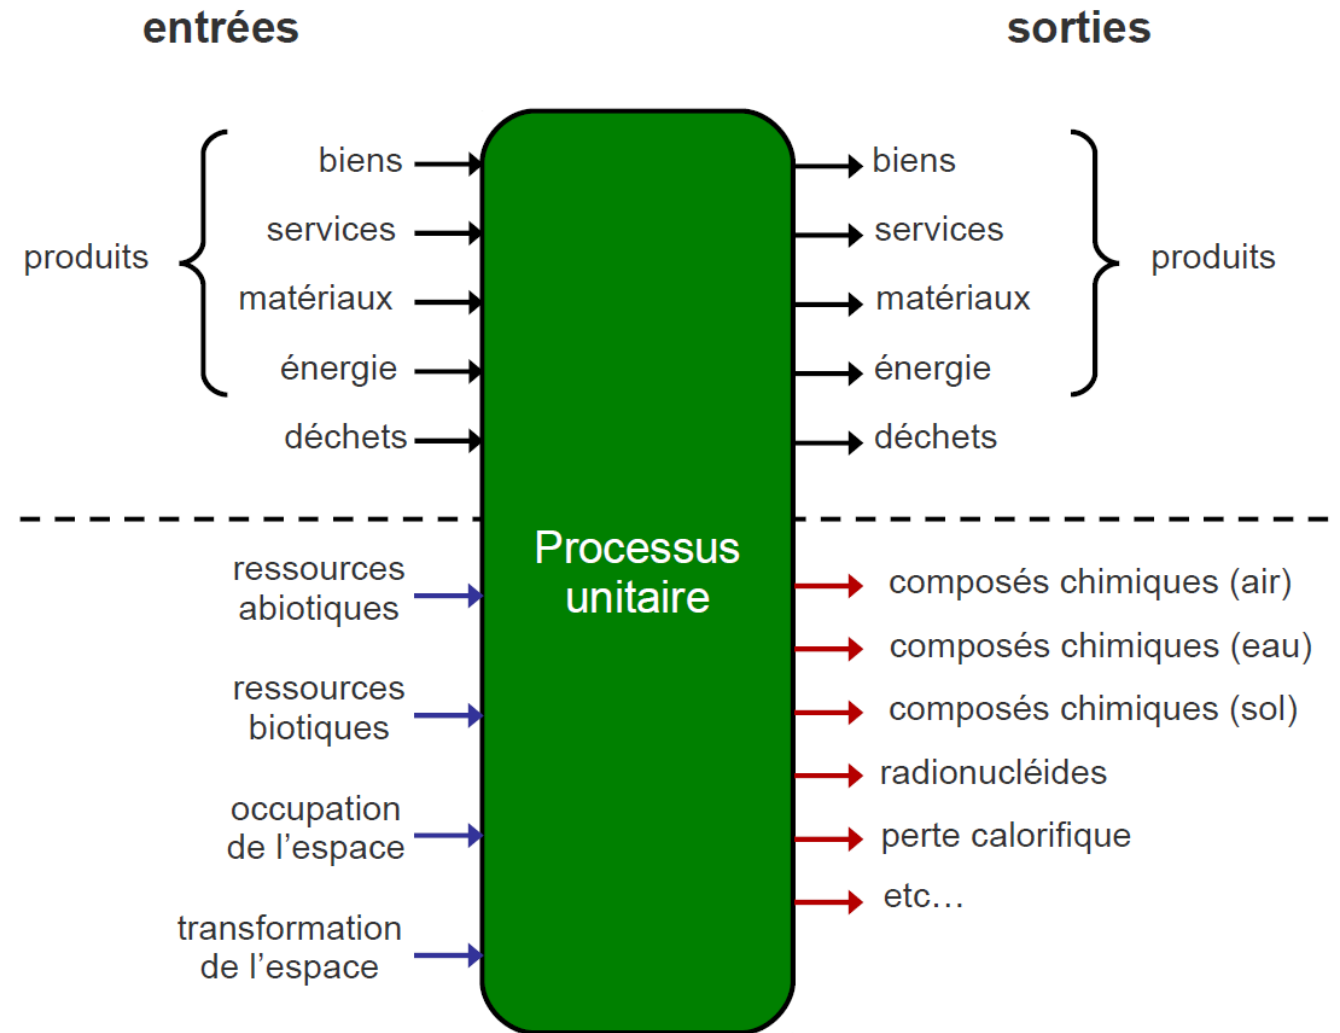 entrées
sorties
biens
services
produits
matériaux
énergie
déchets
biens
services
produits
matériaux
énergie
déchets
Processus
unitaire
ressources
abiotiques
ressources
biotiques
occupation
de l'espace
transformation
de l'espace
composés chimiques (air)
composés chimiques (eau)
composés chimiques (sol)
radionucléides
perte calorifique
etc...